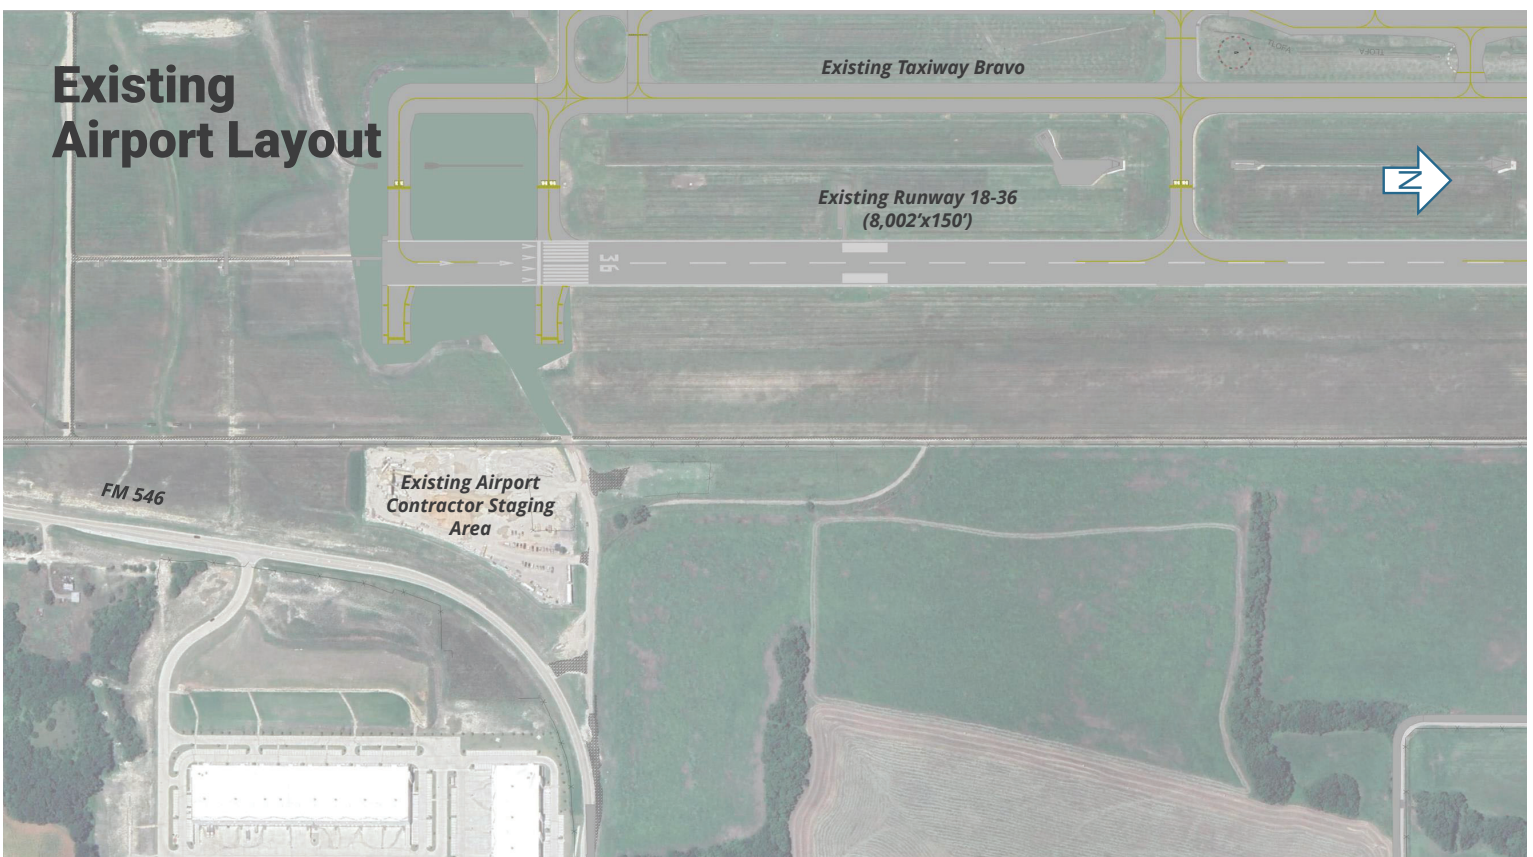 Existing
Airport Layout
Existing Taxiway Bravo
Existing Runway 18-36
(8,002’x150’)
N
36
FM 546
Existing Airport
Contractor Staging
Area